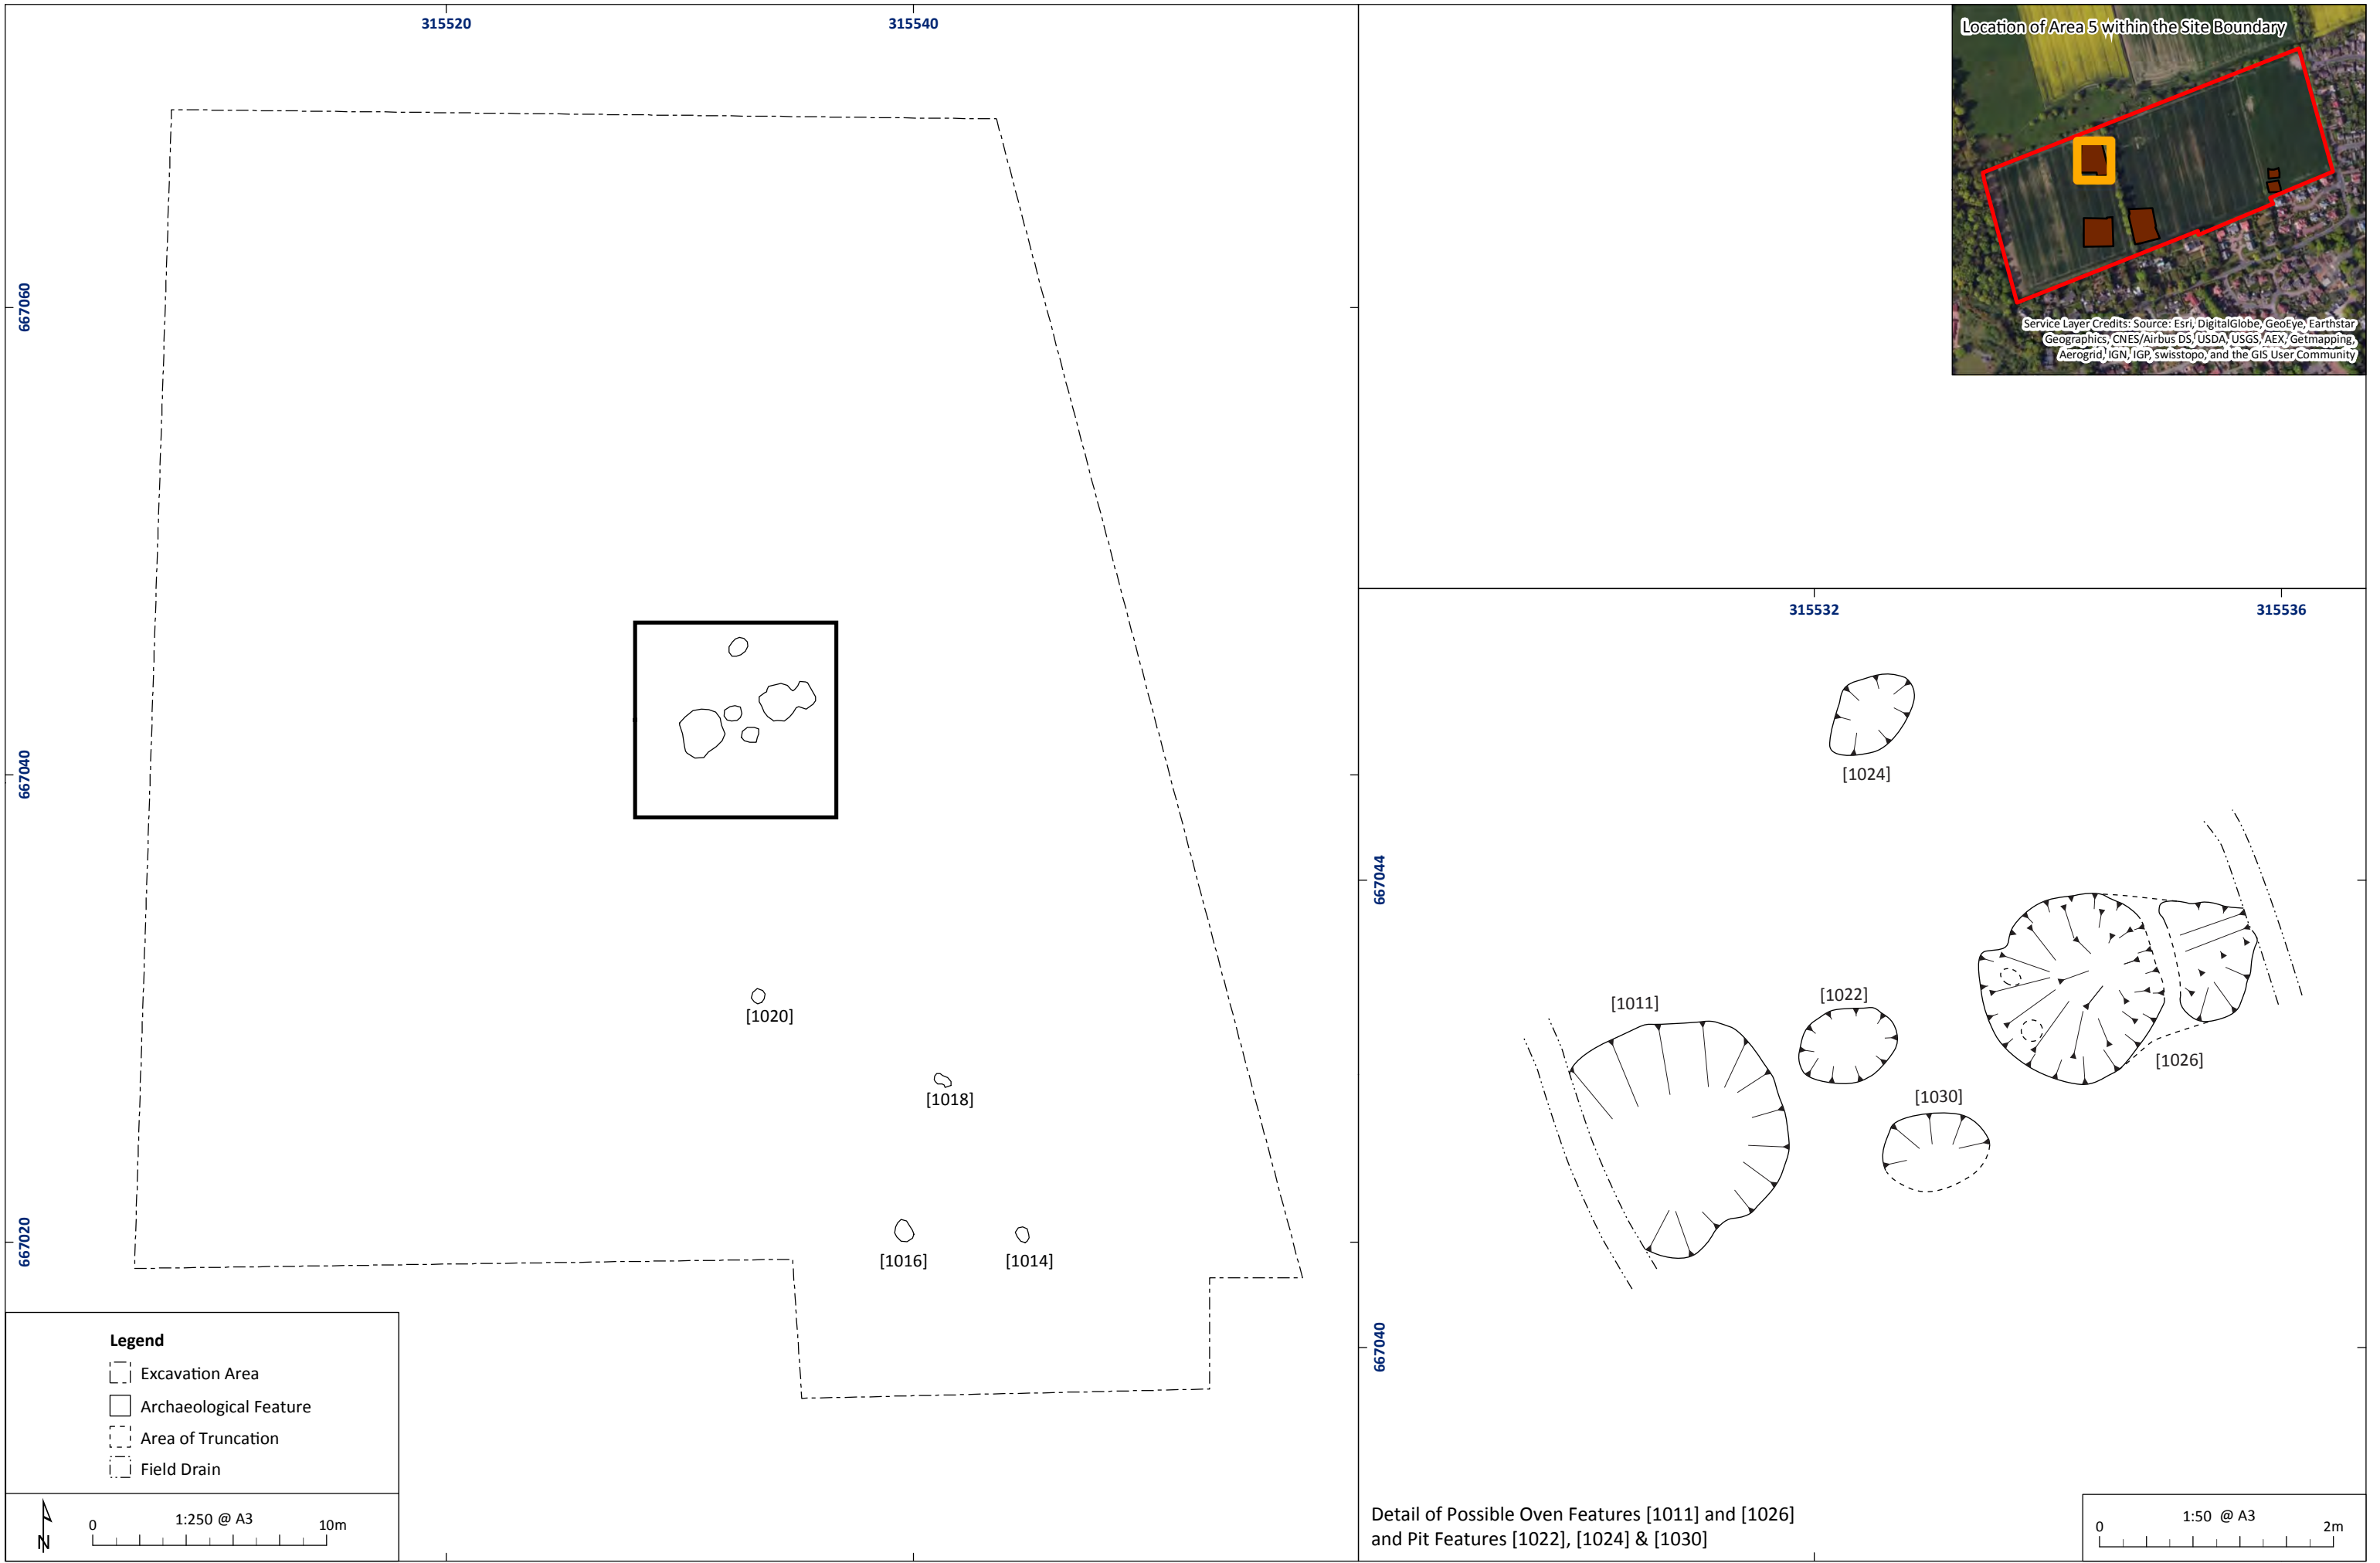 315520
315540
667060
667040
667020
[1020]
[1018]
[1016]
[1014]
Legend
Excavation Area
Archaeological Feature
Area of Truncation
Field Drain
N
0
1:250 @ A3
10m
Location of Area 5 within the Site Boundary
Service Layer Credits: Source: Esri, DigitalGlobe, GeoEye, Earthstar
Geographics, CNES/Airbus DS, USDA, USGS, AEX, Getmapping,
Aerogrid, IGN, IGP, swisstopo, and the GIS User Community
315532
315536
667044
667040
[1024]
[1011]
[1022]
[1026]
[1030]
Detail of Possible Oven Features [1011] and [1026]
and Pit Features [1022], [1024] & [1030]
0
1:50 @ A3
2m